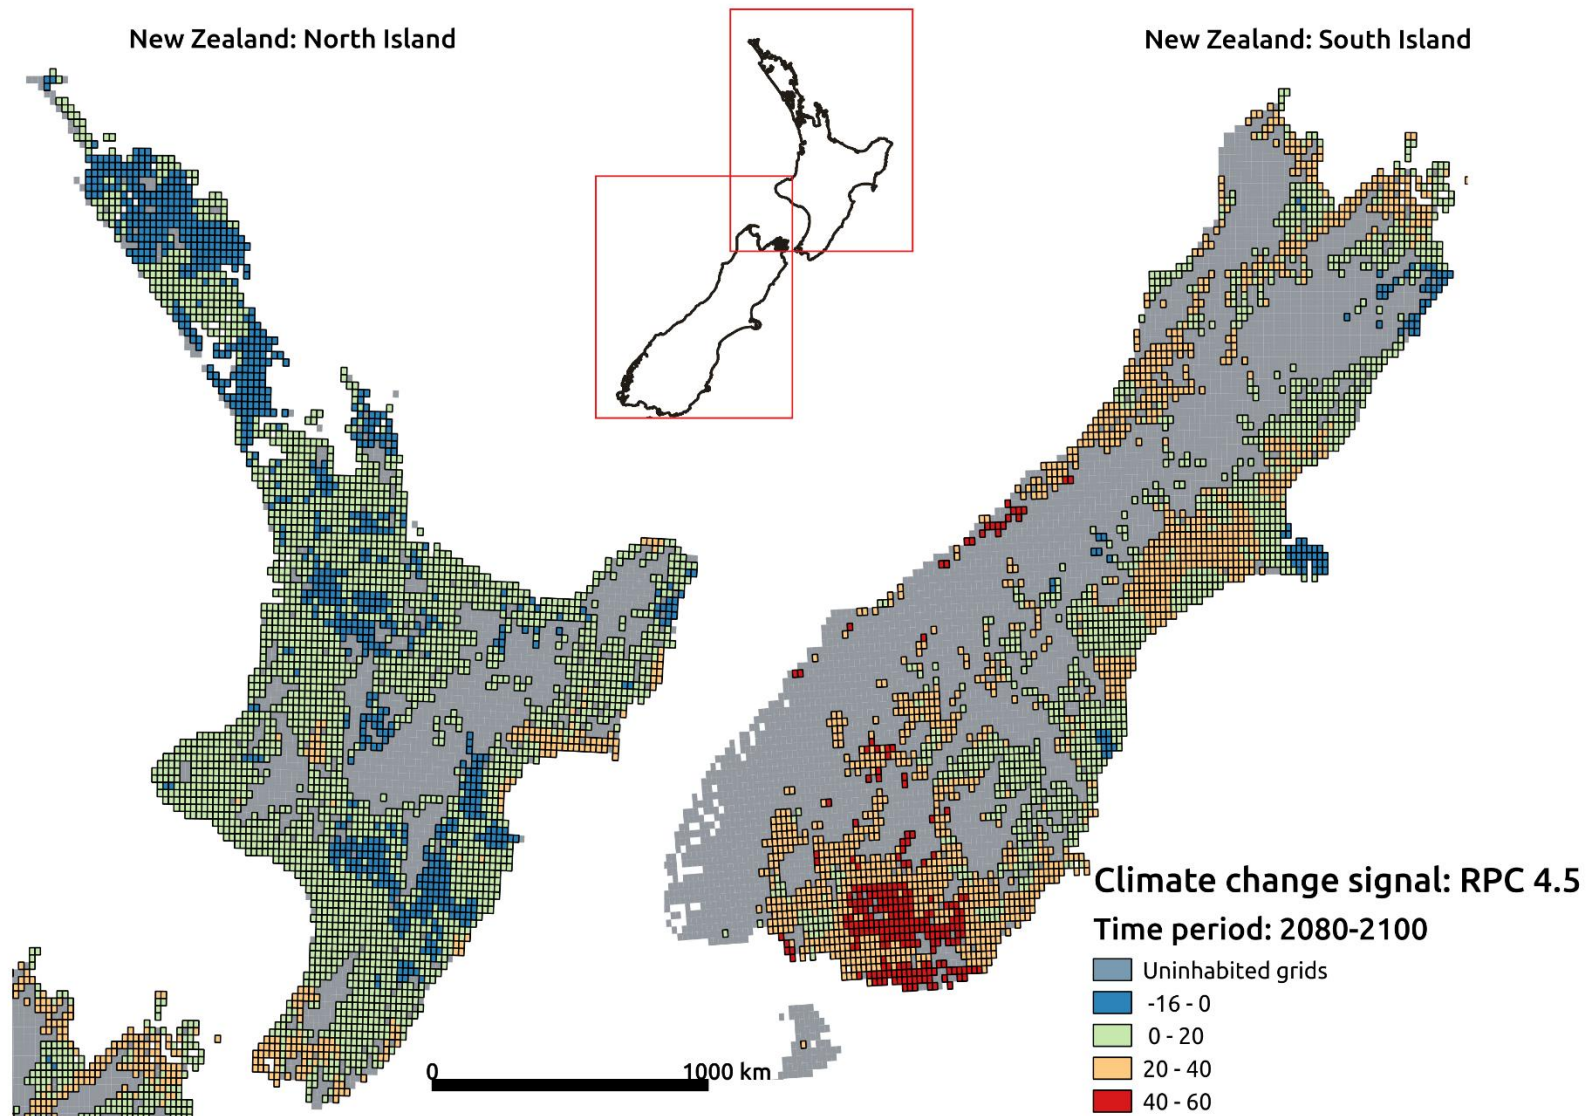 New Zealand: North Island
New Zealand: South Island
Climate change signal: RPC 4.5
Time period: 2080-2100
Uninhabited grids
-16 - 0
0 - 20
20 - 40
40 - 60
0
1000 km